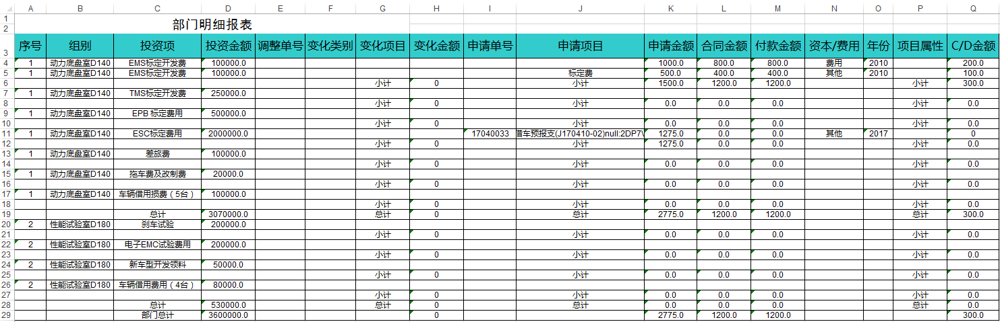 A B C D E F G H I J K L M N O P Q
1 部门明细报表
2
3 序号 组别 投资项 投资金额 调整单号 变化类别 变化项目 变化金额 申请单号 申请项目 申请金额 合同金额 付款金额 资本/费用 年份 项目属性 C/D金额
4 1 动力底盘室D140 EMS标定开发费 100000.0 1000.0 800.0 800.0 费用 2010 200.0
5 1 动力底盘室D140 EMS标定开发费 100000.0 标定费 500.0 400.0 400.0 其他 2010 100.0
6 小计 0 小计 1500.0 1200.0 1200.0 小计 300.0
7 1 动力底盘室D140 TMS标定开发费 250000.0
8 小计 0 小计 0.0 0.0 0.0 小计 0.0
9 1 动力底盘室D140 EPB 标定费用 500000.0
10 小计 0 小计 0.0 0.0 0.0 小计 0.0
11 1 动力底盘室D140 ESC标定费用 2000000.0 17040033 借车预报支(J170410-02)null:2DP7V 1275.0 0.0 0.0 其他 2017 0
12 小计 0 小计 1275.0 0.0 0.0 小计 0.0
13 1 动力底盘室D140 差旅费 100000.0
14 小计 0 小计 0.0 0.0 0.0 小计 0.0
15 1 动力底盘室D140 拖车费及改制费 20000.0
16 小计 0 小计 0.0 0.0 0.0 小计 0.0
17 1 动力底盘室D140 车辆借用损费（5台） 100000.0
18 小计 0 小计 0.0 0.0 0.0 小计 0.0
19 总计 3070000.0 总计 0 总计 2775.0 1200.0 1200.0 总计 300.0
20 2 性能试验室D180 刹车试验 200000.0
21 小计 0 小计 0.0 0.0 0.0 小计 0.0
22 2 性能试验室D180 电子EMC试验费用 200000.0
23 小计 0 小计 0.0 0.0 0.0 小计 0.0
24 2 性能试验室D180 新车型开发领料 50000.0
25 小计 0 小计 0.0 0.0 0.0 小计 0.0
26 2 性能试验室D180 车辆借用费用（4台） 80000.0
27 小计 0 小计 0.0 0.0 0.0 小计 0.0
28 总计 530000.0 总计 0 总计 0.0 0.0 0.0 总计 0.0
29 部门总计 3600000.0 0 2775.0 1200.0 1200.0 300.0